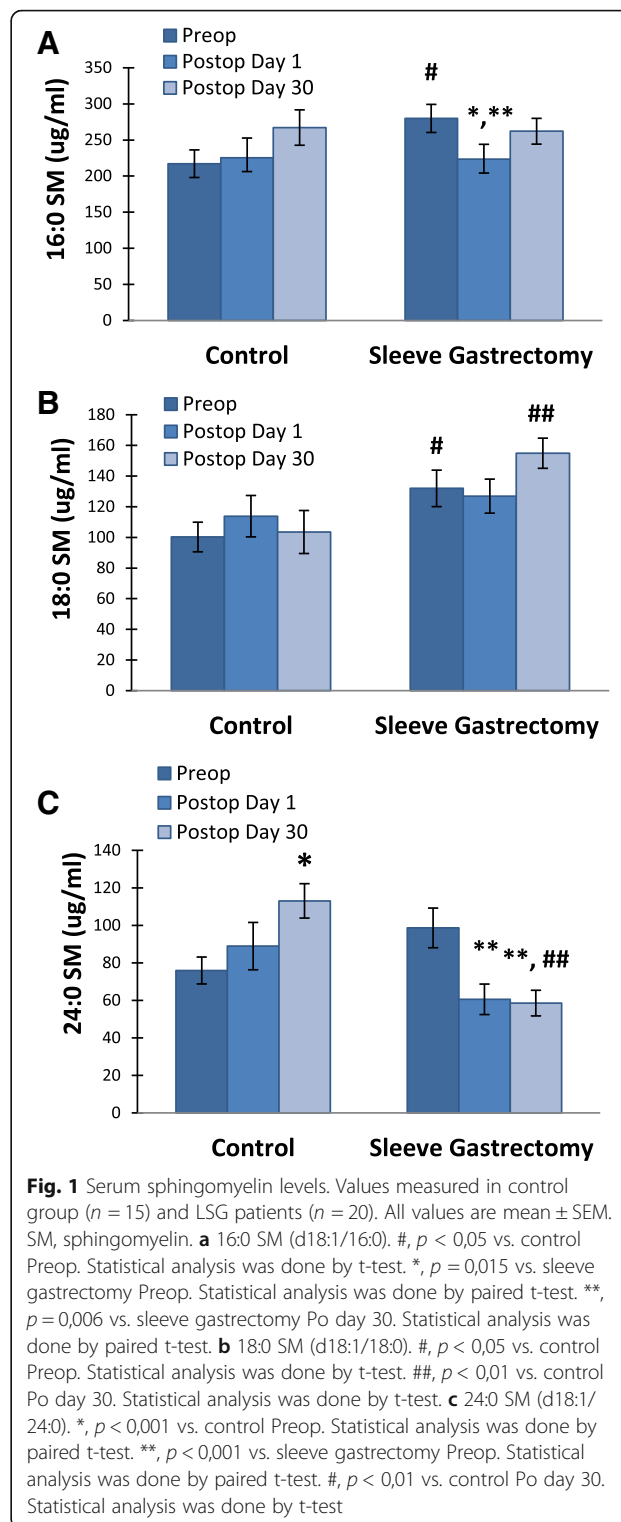 A
Preop
Postop Day 1
Postop Day 30
16:0 SM (ug/ml)
350
300
250
200
150
100
50
0
#
*,**
Control
Sleeve Gastrectomy
B
Preop
Postop Day 1
Postop Day 30
18:0 SM (ug/ml)
180
160
140
120
100
80
60
40
20
0
#
##
Control
Sleeve Gastrectomy
C
Preop
Postop Day 1
Postop Day 30
24:0 SM (ug/ml)
140
120
100
80
60
40
20
0
*
**
**, ##
Control
Sleeve Gastrectomy
Fig. 1 Serum sphingomyelin levels. Values measured in control
group (n = 15) and LSG patients (n = 20). All values are mean ± SEM.
SM, sphingomyelin. a 16:0 SM (d18:1/16:0). #, p < 0,05 vs. control
Preop. Statistical analysis was done by t-test. *, p = 0,015 vs. sleeve
gastrectomy Preop. Statistical analysis was done by paired t-test. **,
p = 0,006 vs. sleeve gastrectomy Po day 30. Statistical analysis was
done by paired t-test. b 18:0 SM (d18:1/18:0). #, p < 0,05 vs. control
Preop. Statistical analysis was done by t-test. ##, p < 0,01 vs. control
Po day 30. Statistical analysis was done by t-test. c 24:0 SM (d18:1/
24:0). *, p < 0,001 vs. control Preop. Statistical analysis was done by
paired t-test. **, p < 0,001 vs. sleeve gastrectomy Preop. Statistical
analysis was done by paired t-test. #, p < 0,01 vs. control Po day 30.
Statistical analysis was done by t-test